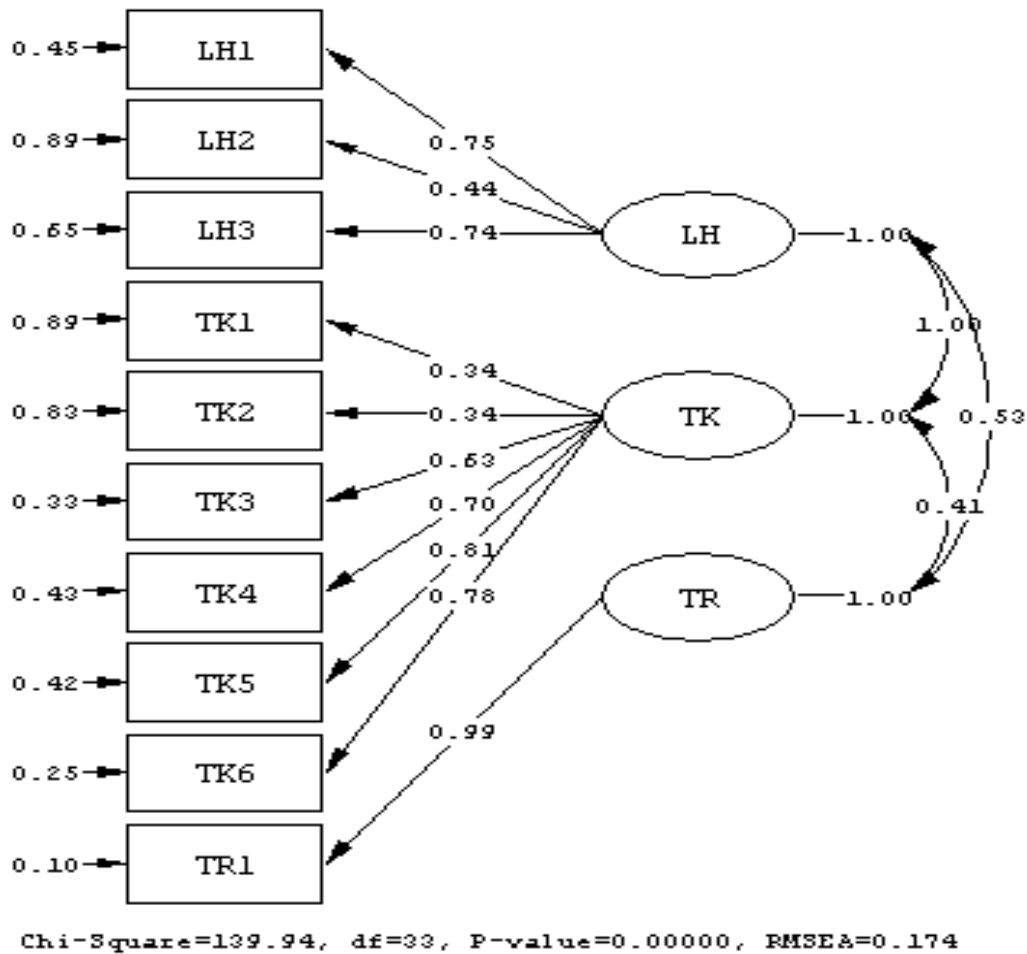 0.45 LH1
0.75
0.89 LH2
0.44
0.65 LH3 0.74 LH 1.00
0.89 TK1 1.00
0.34
0.83 TK2 0.34 TK 1.00 0.53
0.63
0.33 TK3 0.70 0.41
0.81
0.43 TK4 0.78 TR 1.00
0.42 TK5
0.99
0.25 TK6
0.10 TR1
Chi-Square=139.94, df=33, P-value=0.00000, RMSEA=0.174